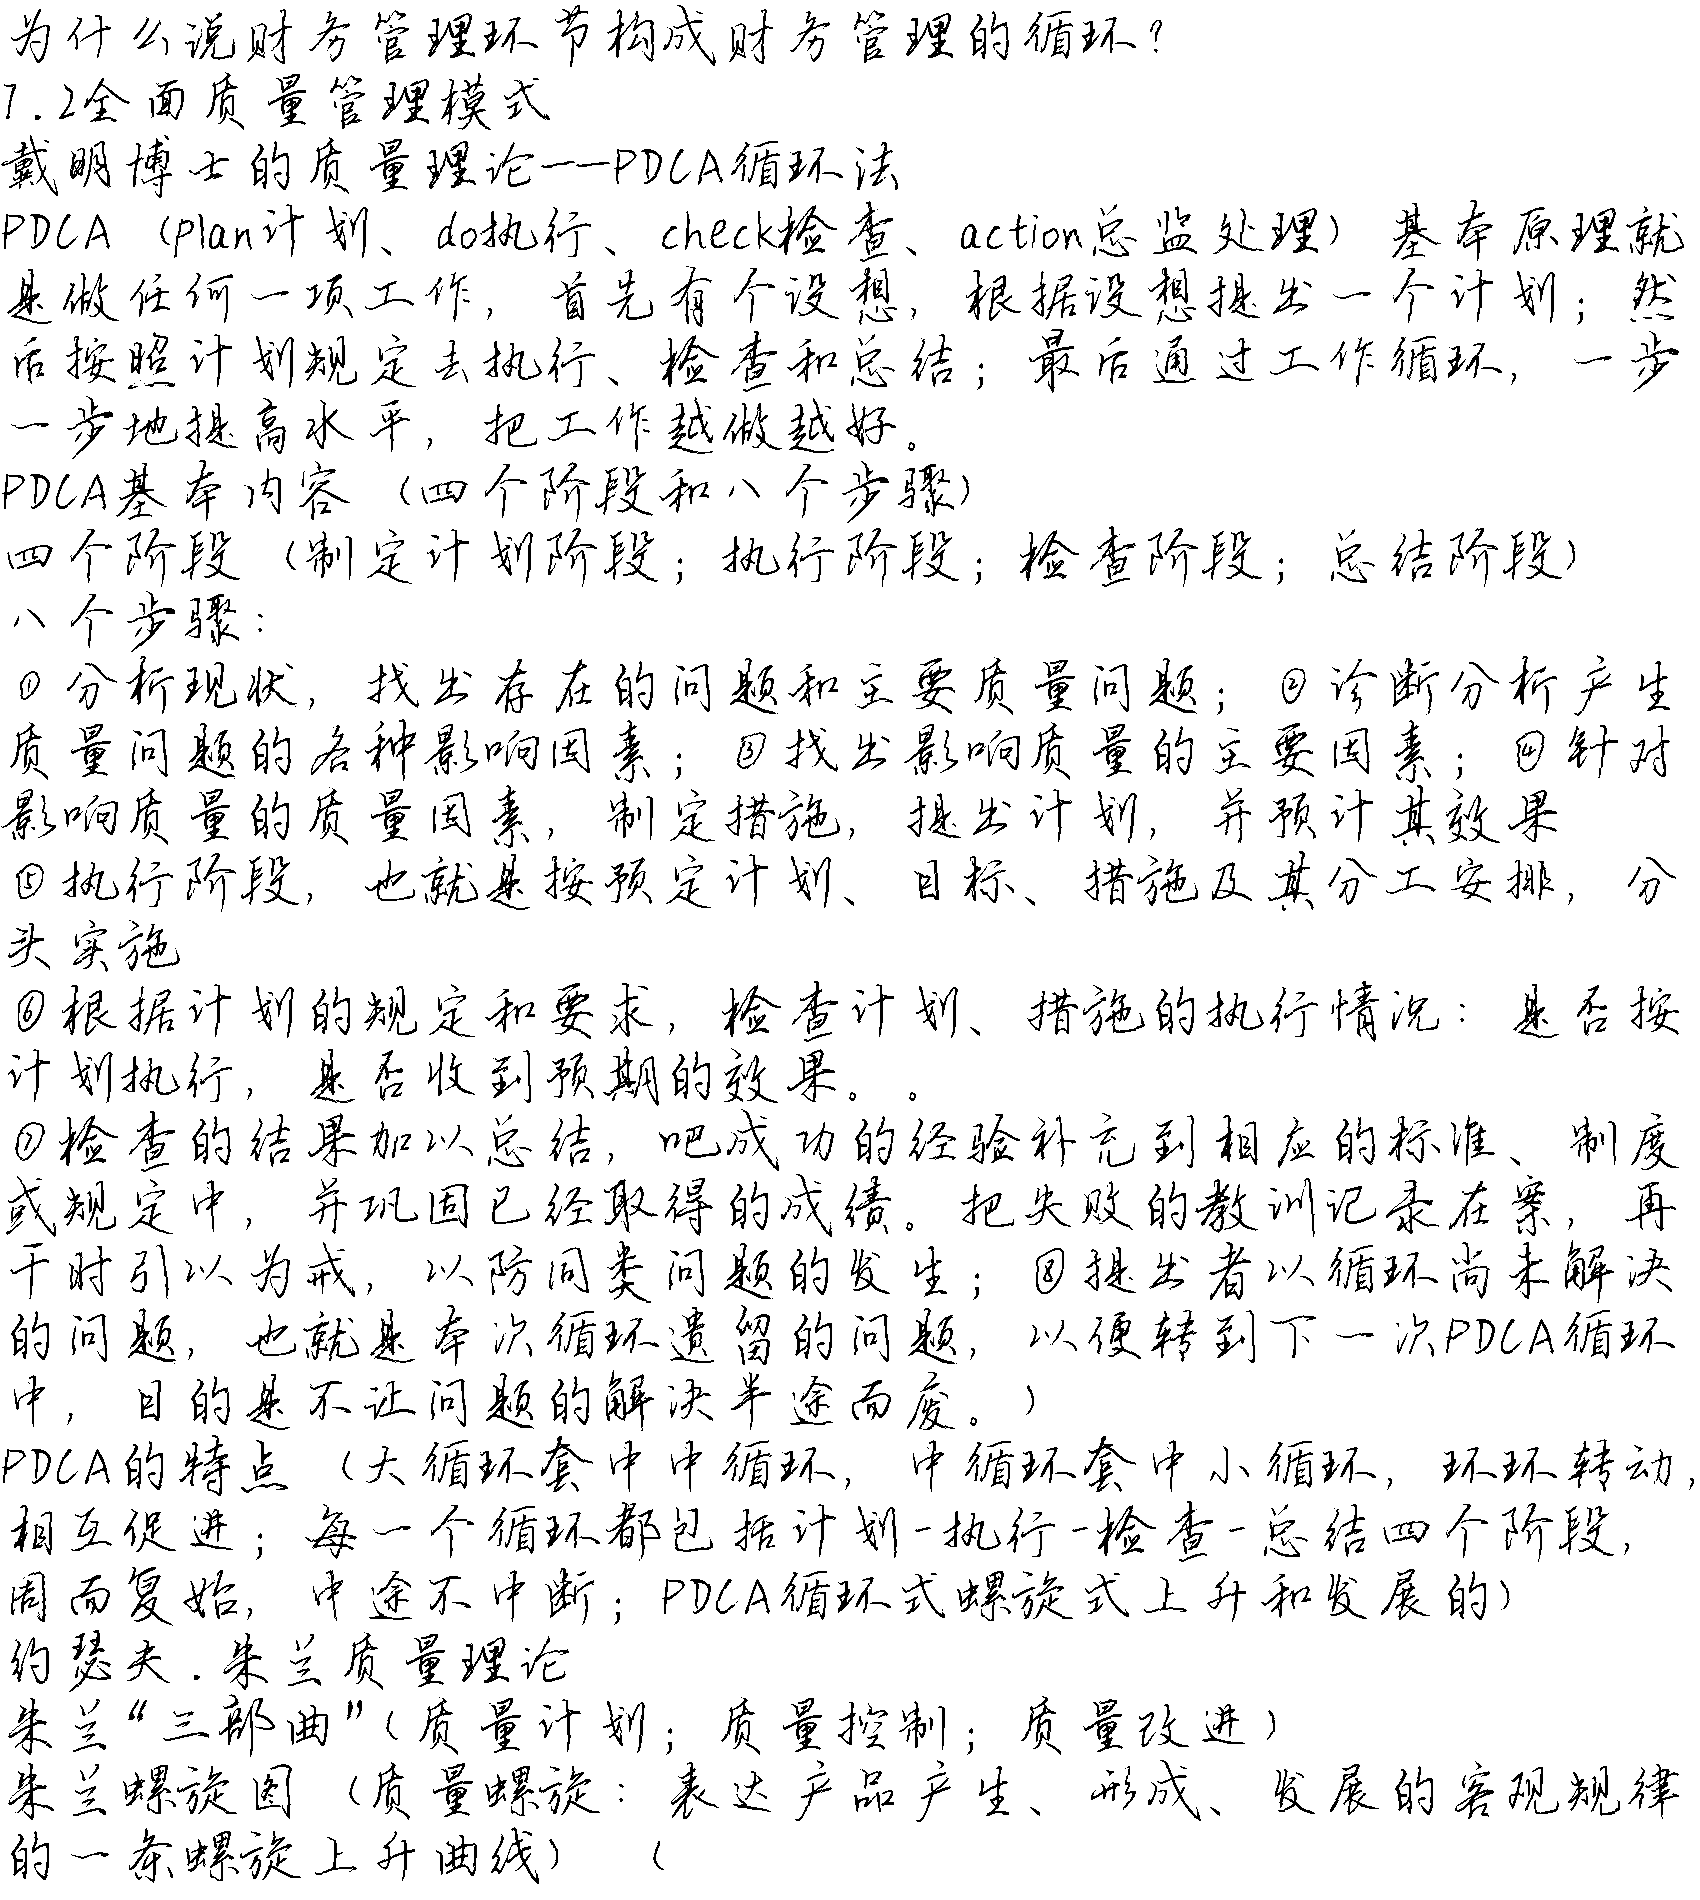 为什么说财务管理环节构成财务管理的循环?
7.2全面质量管理模式
戴明博士的质量理论——PDCA循环法
PDCA（plan计划、do执行、check检查、action总监处理）基本原理就
是做任何一项工作，首先有个设想，根据设想提出一个计划；然
后按照计划规定去执行、检查和总结；最后通过工作循环，一步
一步地提高水平，把工作越做越好。
PDCA基本内容（四个阶段和八个步骤）
四个阶段（制定计划阶段；执行阶段；检查阶段；总结阶段）
八个步骤：
①分析现状，找出存在的问题和主要质量问题；②诊断分析产生
质量问题的各种影响因素；③找出影响质量的主要因素；④针对
影响质量的质量因素，制定措施，提出计划，并预计其效果
⑤执行阶段，也就是按预定计划、目标、措施及其分工安排，分
头实施
⑥根据计划的规定和要求，检查计划、措施的执行情况：是否按
计划执行，是否收到预期的效果。。
⑦检查的结果加以总结，吧成功的经验补充到相应的标准、制度
或规定中，并巩固已经取得的成绩。把失败的教训记录在案，再
干时引以为戒，以防同类问题的发生；⑧提出者以循环尚未解决
的问题，也就是本次循环遗留的问题，以便转到下一次PDCA循环
中，目的是不让问题的解决半途而废。）
PDCA的特点（大循环套中中循环，中循环套中小循环，环环转动，
相互促进；每一个循环都包括计划-执行-检查-总结四个阶段，
周而复始，中途不中断；PDCA循环式螺旋式上升和发展的）
约瑟夫.朱兰质量理论
朱兰“三部曲”（质量计划；质量控制；质量改进）
朱兰螺旋图（质量螺旋：表达产品产生、形成、发展的客观规律
的一条螺旋上升曲线）（